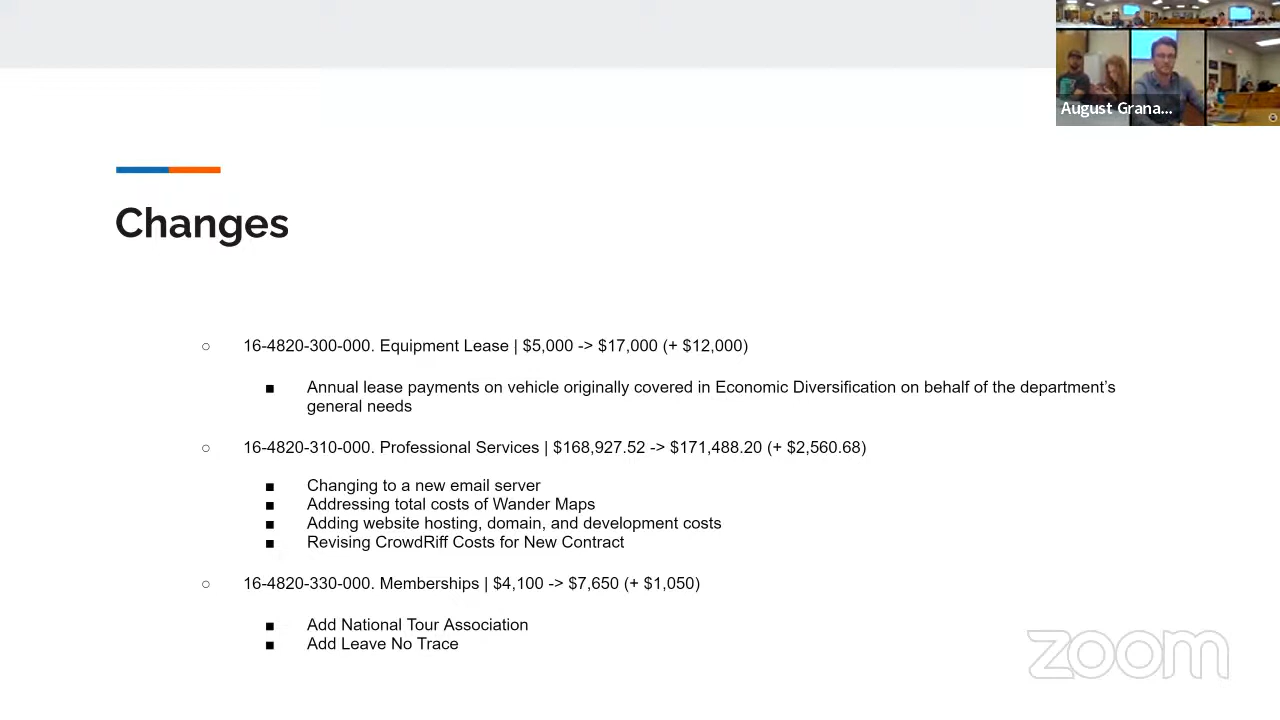 August Grana...
Changes
○ 16-4820-300-000. Equipment Lease | $5,000 -> $17,000 (+ $12,000)
■ Annual lease payments on vehicle originally covered in Economic Diversification on behalf of the department's
general needs
○ 16-4820-310-000. Professional Services | $168,927.52 -> $171,488.20 (+ $2,560.68)
■ Changing to a new email server
■ Addressing total costs of Wander Maps
■ Adding website hosting, domain, and development costs
■ Revising CrowdRiff Costs for New Contract
○ 16-4820-330-000. Memberships | $4,100 -> $7,650 (+ $1,050)
■ Add National Tour Association
■ Add Leave No Trace
zoom